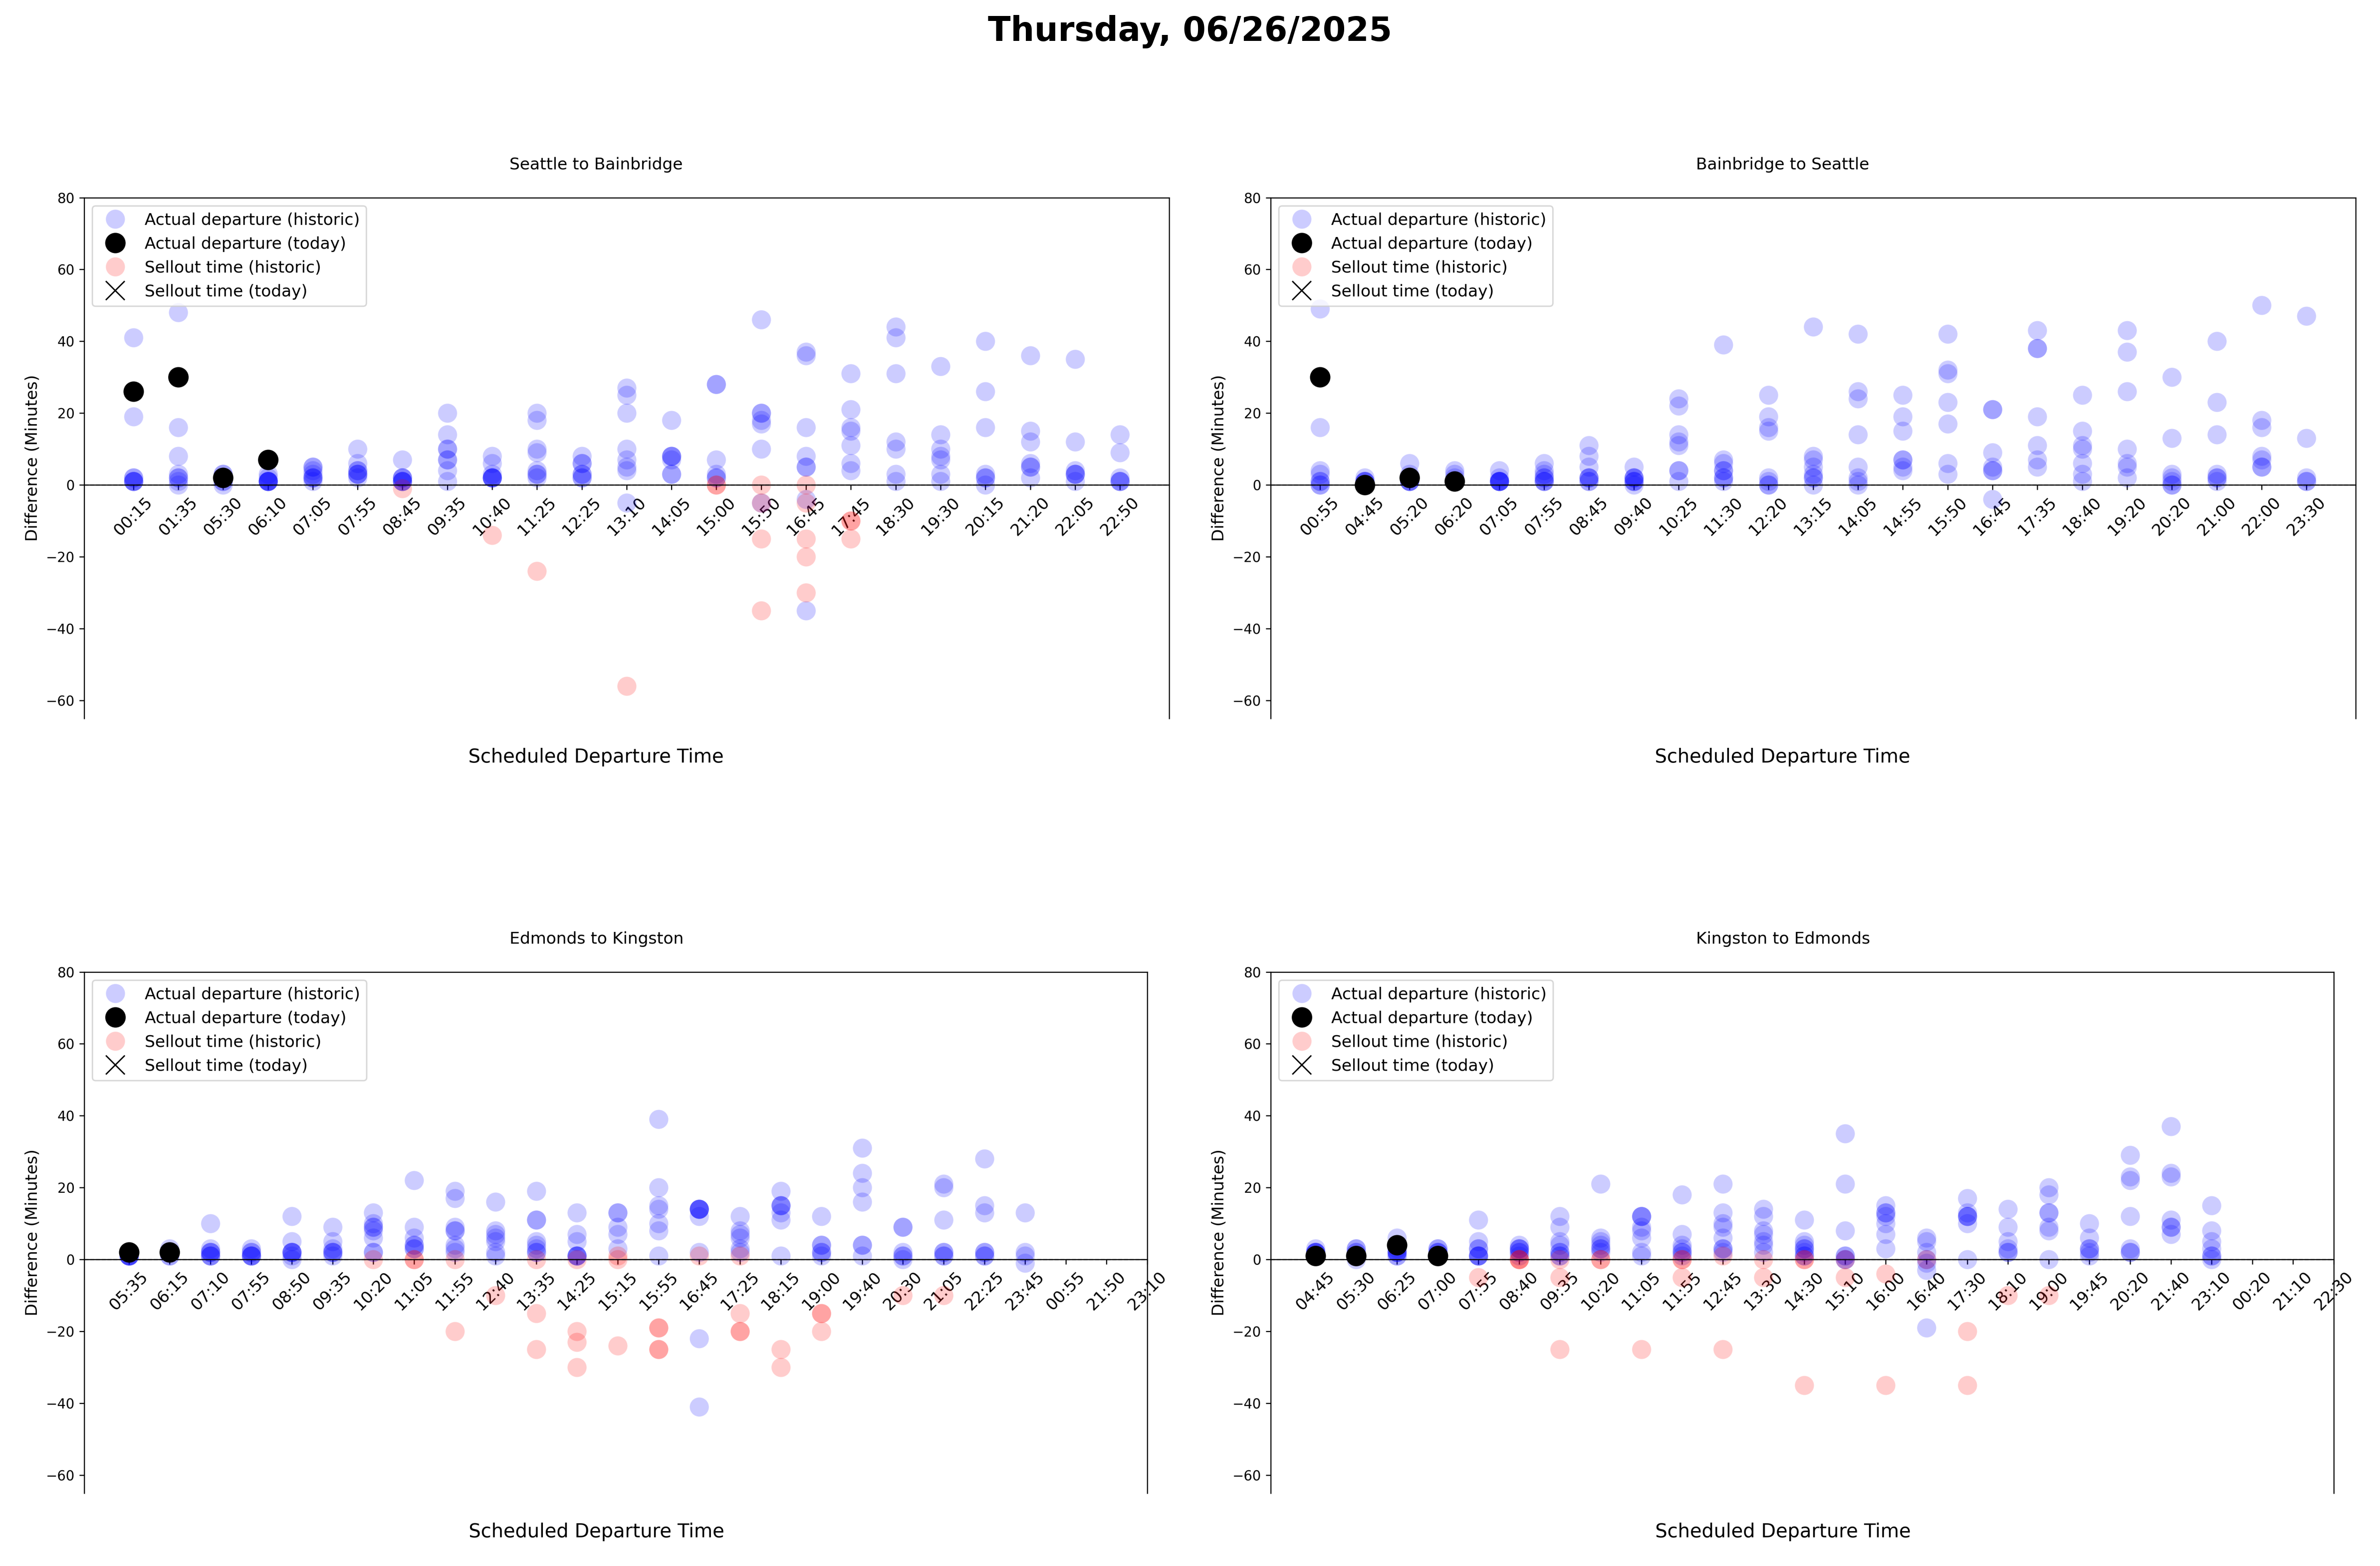 Thursday, 06/26/2025
Seattle to Bainbridge
80
60
40
20
0
−20
−40
−60
Difference (Minutes)
Actual departure (historic)
Actual departure (today)
Sellout time (historic)
Sellout time (today)
00:15 01:35 05:30 06:10 07:05 07:55 08:45 09:35 10:40 11:25 12:25 13:10 14:05 15:00 15:50 16:45 17:45 18:30 19:30 20:15 21:20 22:05 22:50
Scheduled Departure Time
Bainbridge to Seattle
80
60
40
20
0
−20
−40
−60
Difference (Minutes)
Actual departure (historic)
Actual departure (today)
Sellout time (historic)
Sellout time (today)
00:55 04:45 05:20 06:20 07:05 07:55 08:45 09:40 10:25 11:30 12:20 13:15 14:05 14:55 15:50 16:45 17:35 18:40 19:20 20:20 21:00 22:00 23:30
Scheduled Departure Time
Edmonds to Kingston
80
60
40
20
0
−20
−40
−60
Difference (Minutes)
Actual departure (historic)
Actual departure (today)
Sellout time (historic)
Sellout time (today)
05:35 06:15 07:10 07:55 08:50 09:35 10:20 11:05 11:55 12:40 13:35 14:25 15:15 15:55 16:45 17:25 18:15 19:00 19:40 20:30 21:05 22:25 23:45 00:55 21:50 23:10
Scheduled Departure Time
Kingston to Edmonds
80
60
40
20
0
−20
−40
−60
Difference (Minutes)
Actual departure (historic)
Actual departure (today)
Sellout time (historic)
Sellout time (today)
04:45 05:30 06:25 07:00 07:55 08:40 09:35 10:20 11:05 11:55 12:45 13:30 14:30 15:10 16:00 16:40 17:30 18:10 19:00 19:45 20:20 21:40 23:10 00:20 21:10 22:30
Scheduled Departure Time